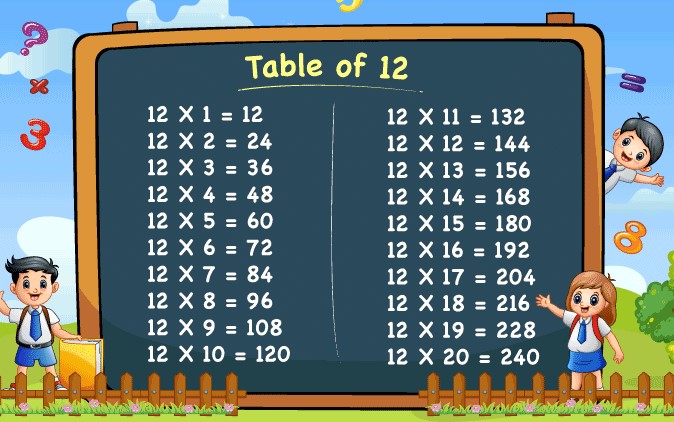 ?
×
3
=
8
Table of 12
12 X 1 = 12
12 X 2 = 24
12 X 3 = 36
12 X 4 = 48
12 X 5 = 60
12 X 6 = 72
12 X 7 = 84
12 X 8 = 96
12 X 9 = 108
12 X 10 = 120
12 X 11 = 132
12 X 12 = 144
12 X 13 = 156
12 X 14 = 168
12 X 15 = 180
12 X 16 = 192
12 X 17 = 204
12 X 18 = 216
12 X 19 = 228
12 X 20 = 240